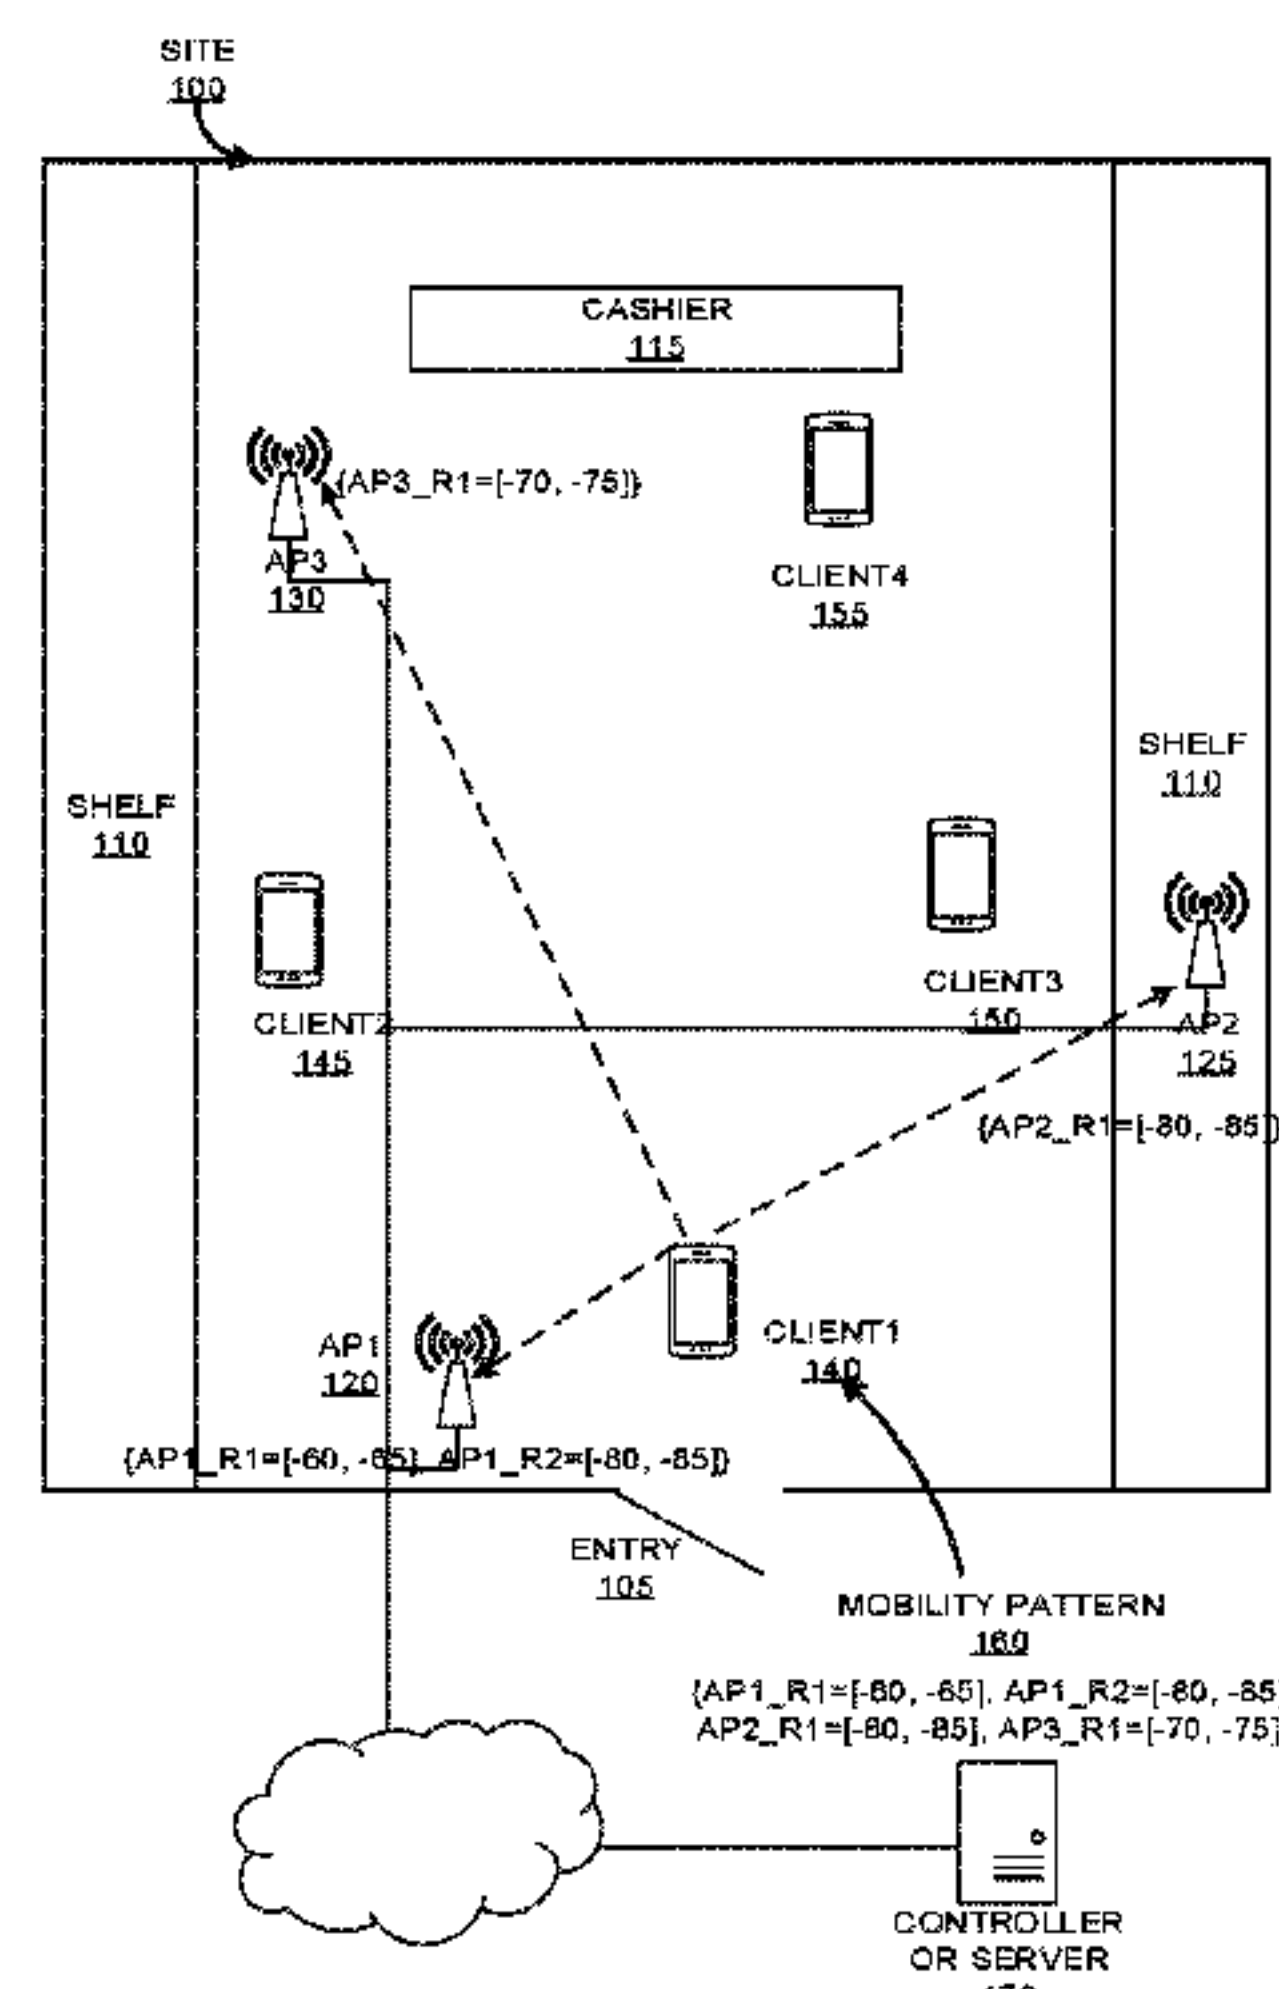 SITE
100
CASHIER
115
{AP3_R1=[-70, -75]}
AP3
130
CLIENT4
155
SHELF
110
SHELF
110
CLIENT3
150
CLIENT2
145
AP2
125
{AP2_R1=[-80, -85]}
AP1
120
CLIENT1
140
{AP1_R1=[-60, -65], AP1_R2=[-80, -85]}
ENTRY
105
MOBILITY PATTERN
160
{AP1_R1=[-60, -65], AP1_R2=[-80, -85]
AP2_R1=[-80, -85], AP3_R1=[-70, -75]
CONTROLLER
OR SERVER